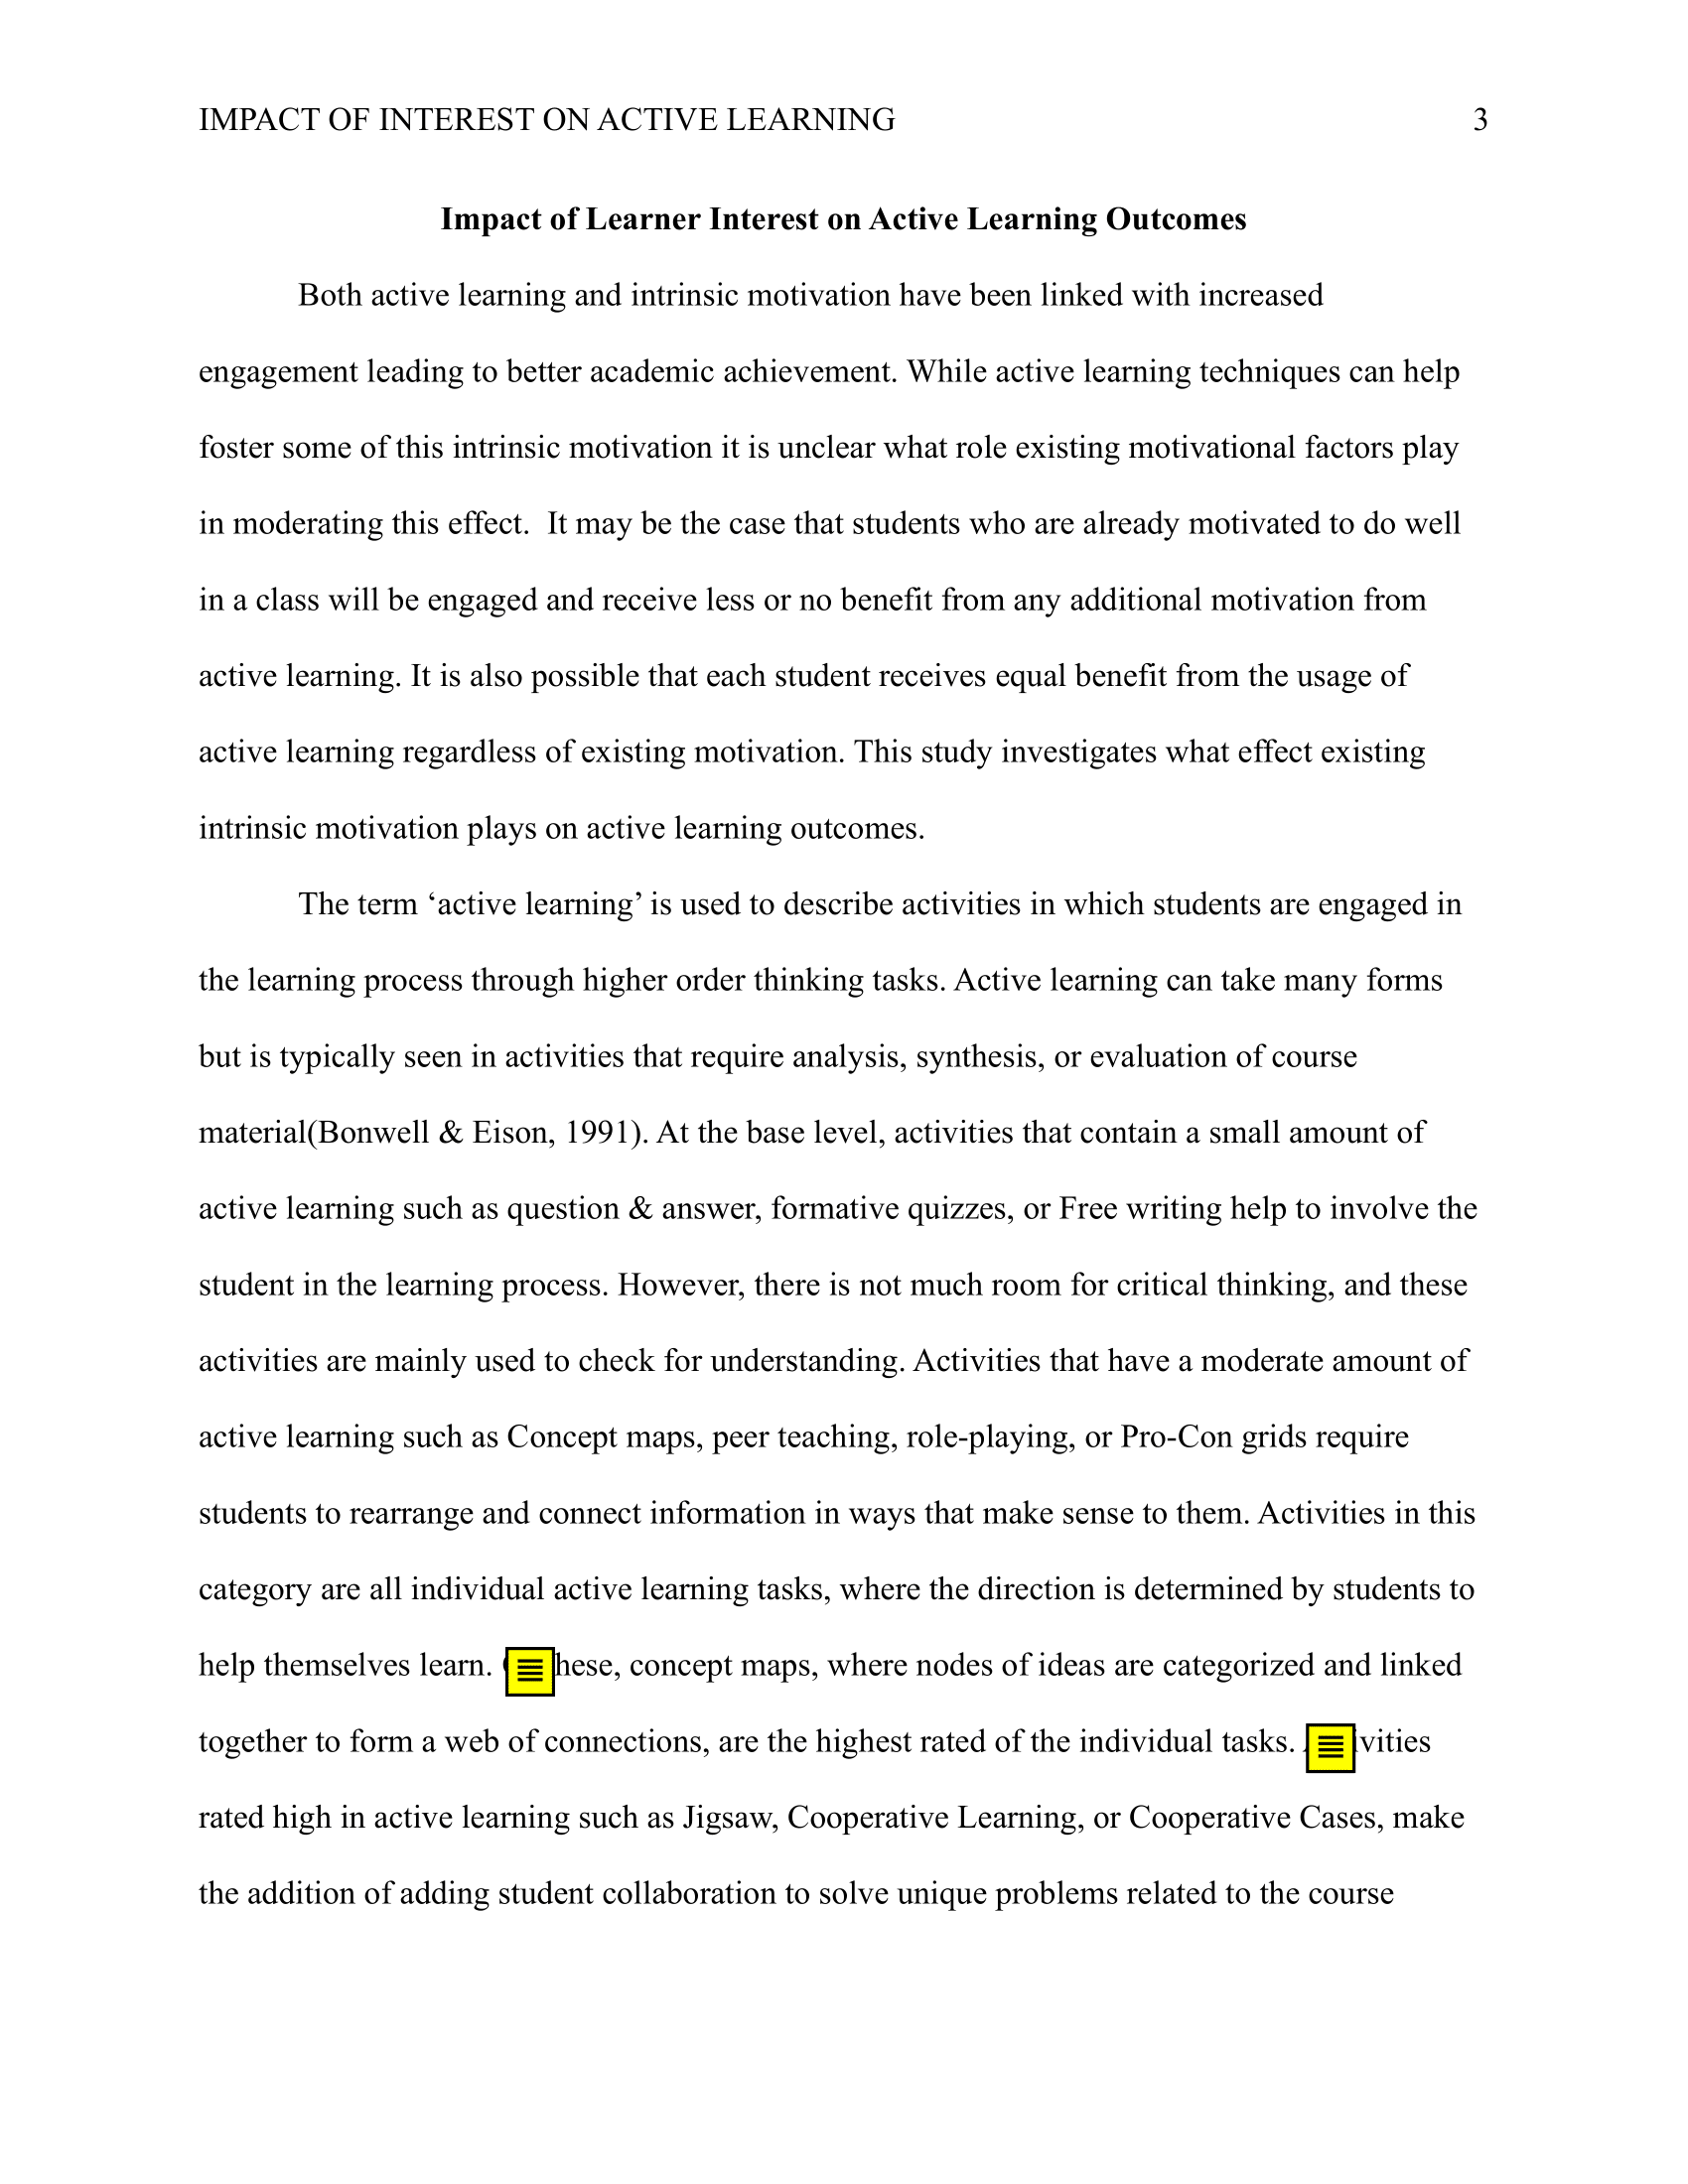 IMPACT OF INTEREST ON ACTIVE LEARNING 3
Impact of Learner Interest on Active Learning Outcomes
Both active learning and intrinsic motivation have been linked with increased
engagement leading to better academic achievement. While active learning techniques can help
foster some of this intrinsic motivation it is unclear what role existing motivational factors play
in moderating this effect.  It may be the case that students who are already motivated to do well
in a class will be engaged and receive less or no benefit from any additional motivation from
active learning. It is also possible that each student receives equal benefit from the usage of
active learning regardless of existing motivation. This study investigates what effect existing
intrinsic motivation plays on active learning outcomes.
The term ‘active learning’ is used to describe activities in which students are engaged in
the learning process through higher order thinking tasks. Active learning can take many forms
but is typically seen in activities that require analysis, synthesis, or evaluation of course
material(Bonwell & Eison, 1991). At the base level, activities that contain a small amount of
active learning such as question & answer, formative quizzes, or Free writing help to involve the
student in the learning process. However, there is not much room for critical thinking, and these
activities are mainly used to check for understanding. Activities that have a moderate amount of
active learning such as Concept maps, peer teaching, role-playing, or Pro-Con grids require
students to rearrange and connect information in ways that make sense to them. Activities in this
category are all individual active learning tasks, where the direction is determined by students to
help themselves learn. hese, concept maps, where nodes of ideas are categorized and linked
together to form a web of connections, are the highest rated of the individual tasks. vities
rated high in active learning such as Jigsaw, Cooperative Learning, or Cooperative Cases, make
the addition of adding student collaboration to solve unique problems related to the course